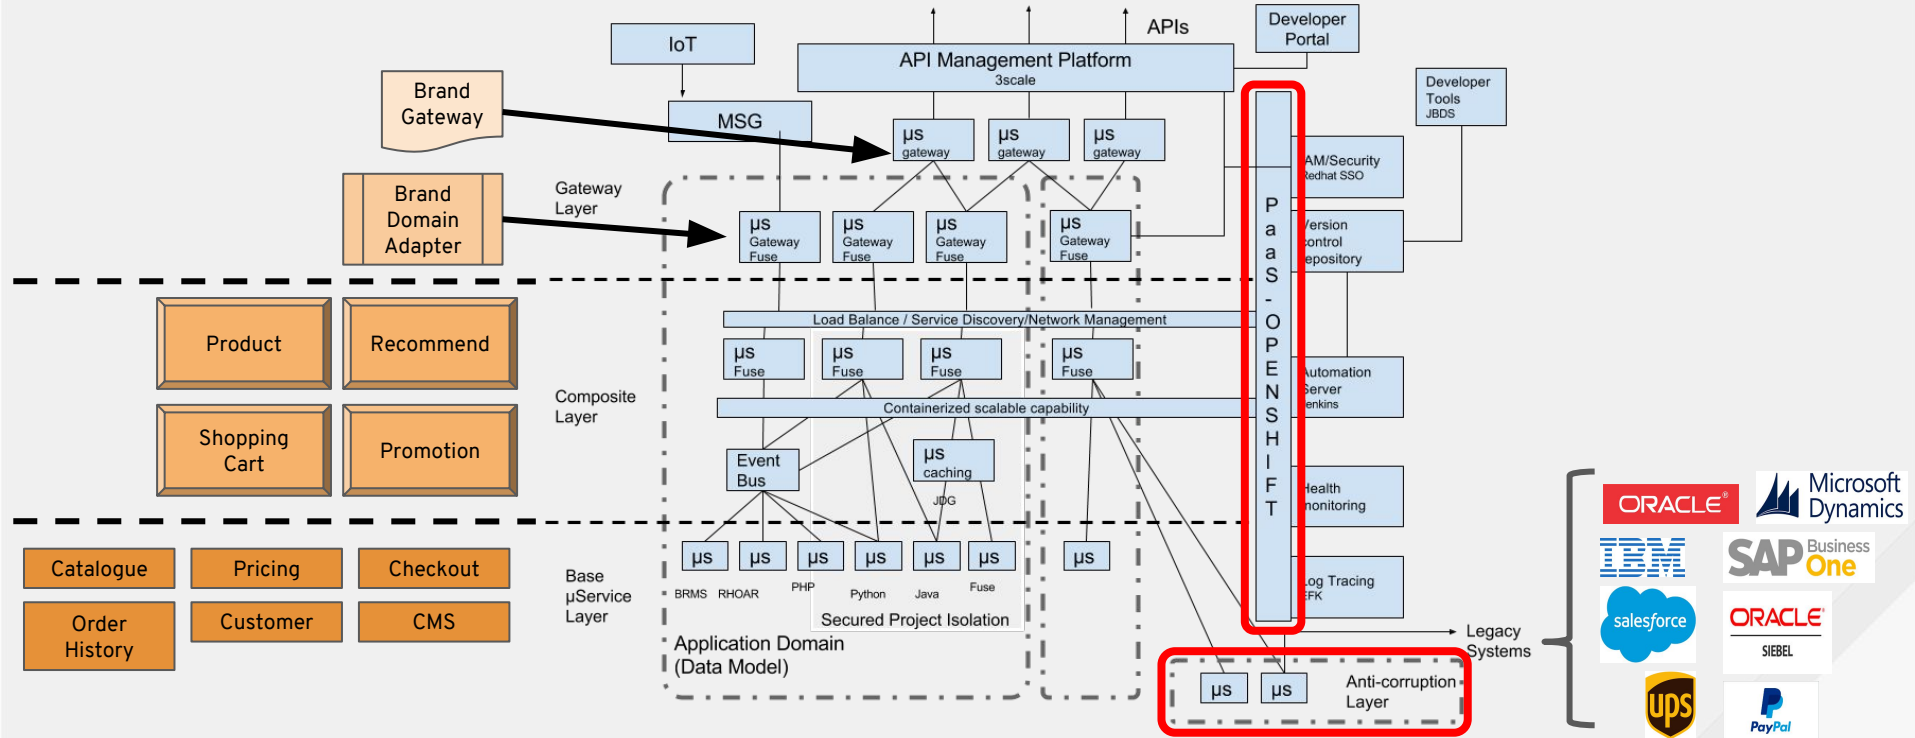 IoT
APIs
Developer
Portal
API Management Platform
3scale
Brand
Gateway
MSG
Developer
Tools
JBDS
µs
gateway
µs
gateway
µs
gateway
AM/Security
Redhat SSO
Brand
Domain
Adapter
Gateway
Layer
µs
Gateway
Fuse
µs
Gateway
Fuse
µs
Gateway
Fuse
µs
Gateway
Fuse
PaaS-OPENSHIFT
Version
control
repository
Load Balance / Service Discovery/Network Management
Product
Recommend
µs
Fuse
µs
Fuse
µs
Fuse
µs
Fuse
Automation
Server
Jenkins
Composite
Layer
Containerized scalable capability
Shopping
Cart
Promotion
Event
Bus
µs
caching
JDG
Health
monitoring
Catalogue
Pricing
Checkout
Order
History
Customer
CMS
Base
µService
Layer
µs
µs
µs
µs
µs
µs
µs
BRMS
RHOAR
PHP
Python
Java
Fuse
Log Tracing
EFK
Secured Project Isolation
Application Domain
(Data Model)
Legacy
Systems
µs
µs
Anti-corruption
Layer
ORACLE®
Microsoft
Dynamics
IBM
SAP Business
One
salesforce
ORACLE®
SIEBEL
ups
PayPal